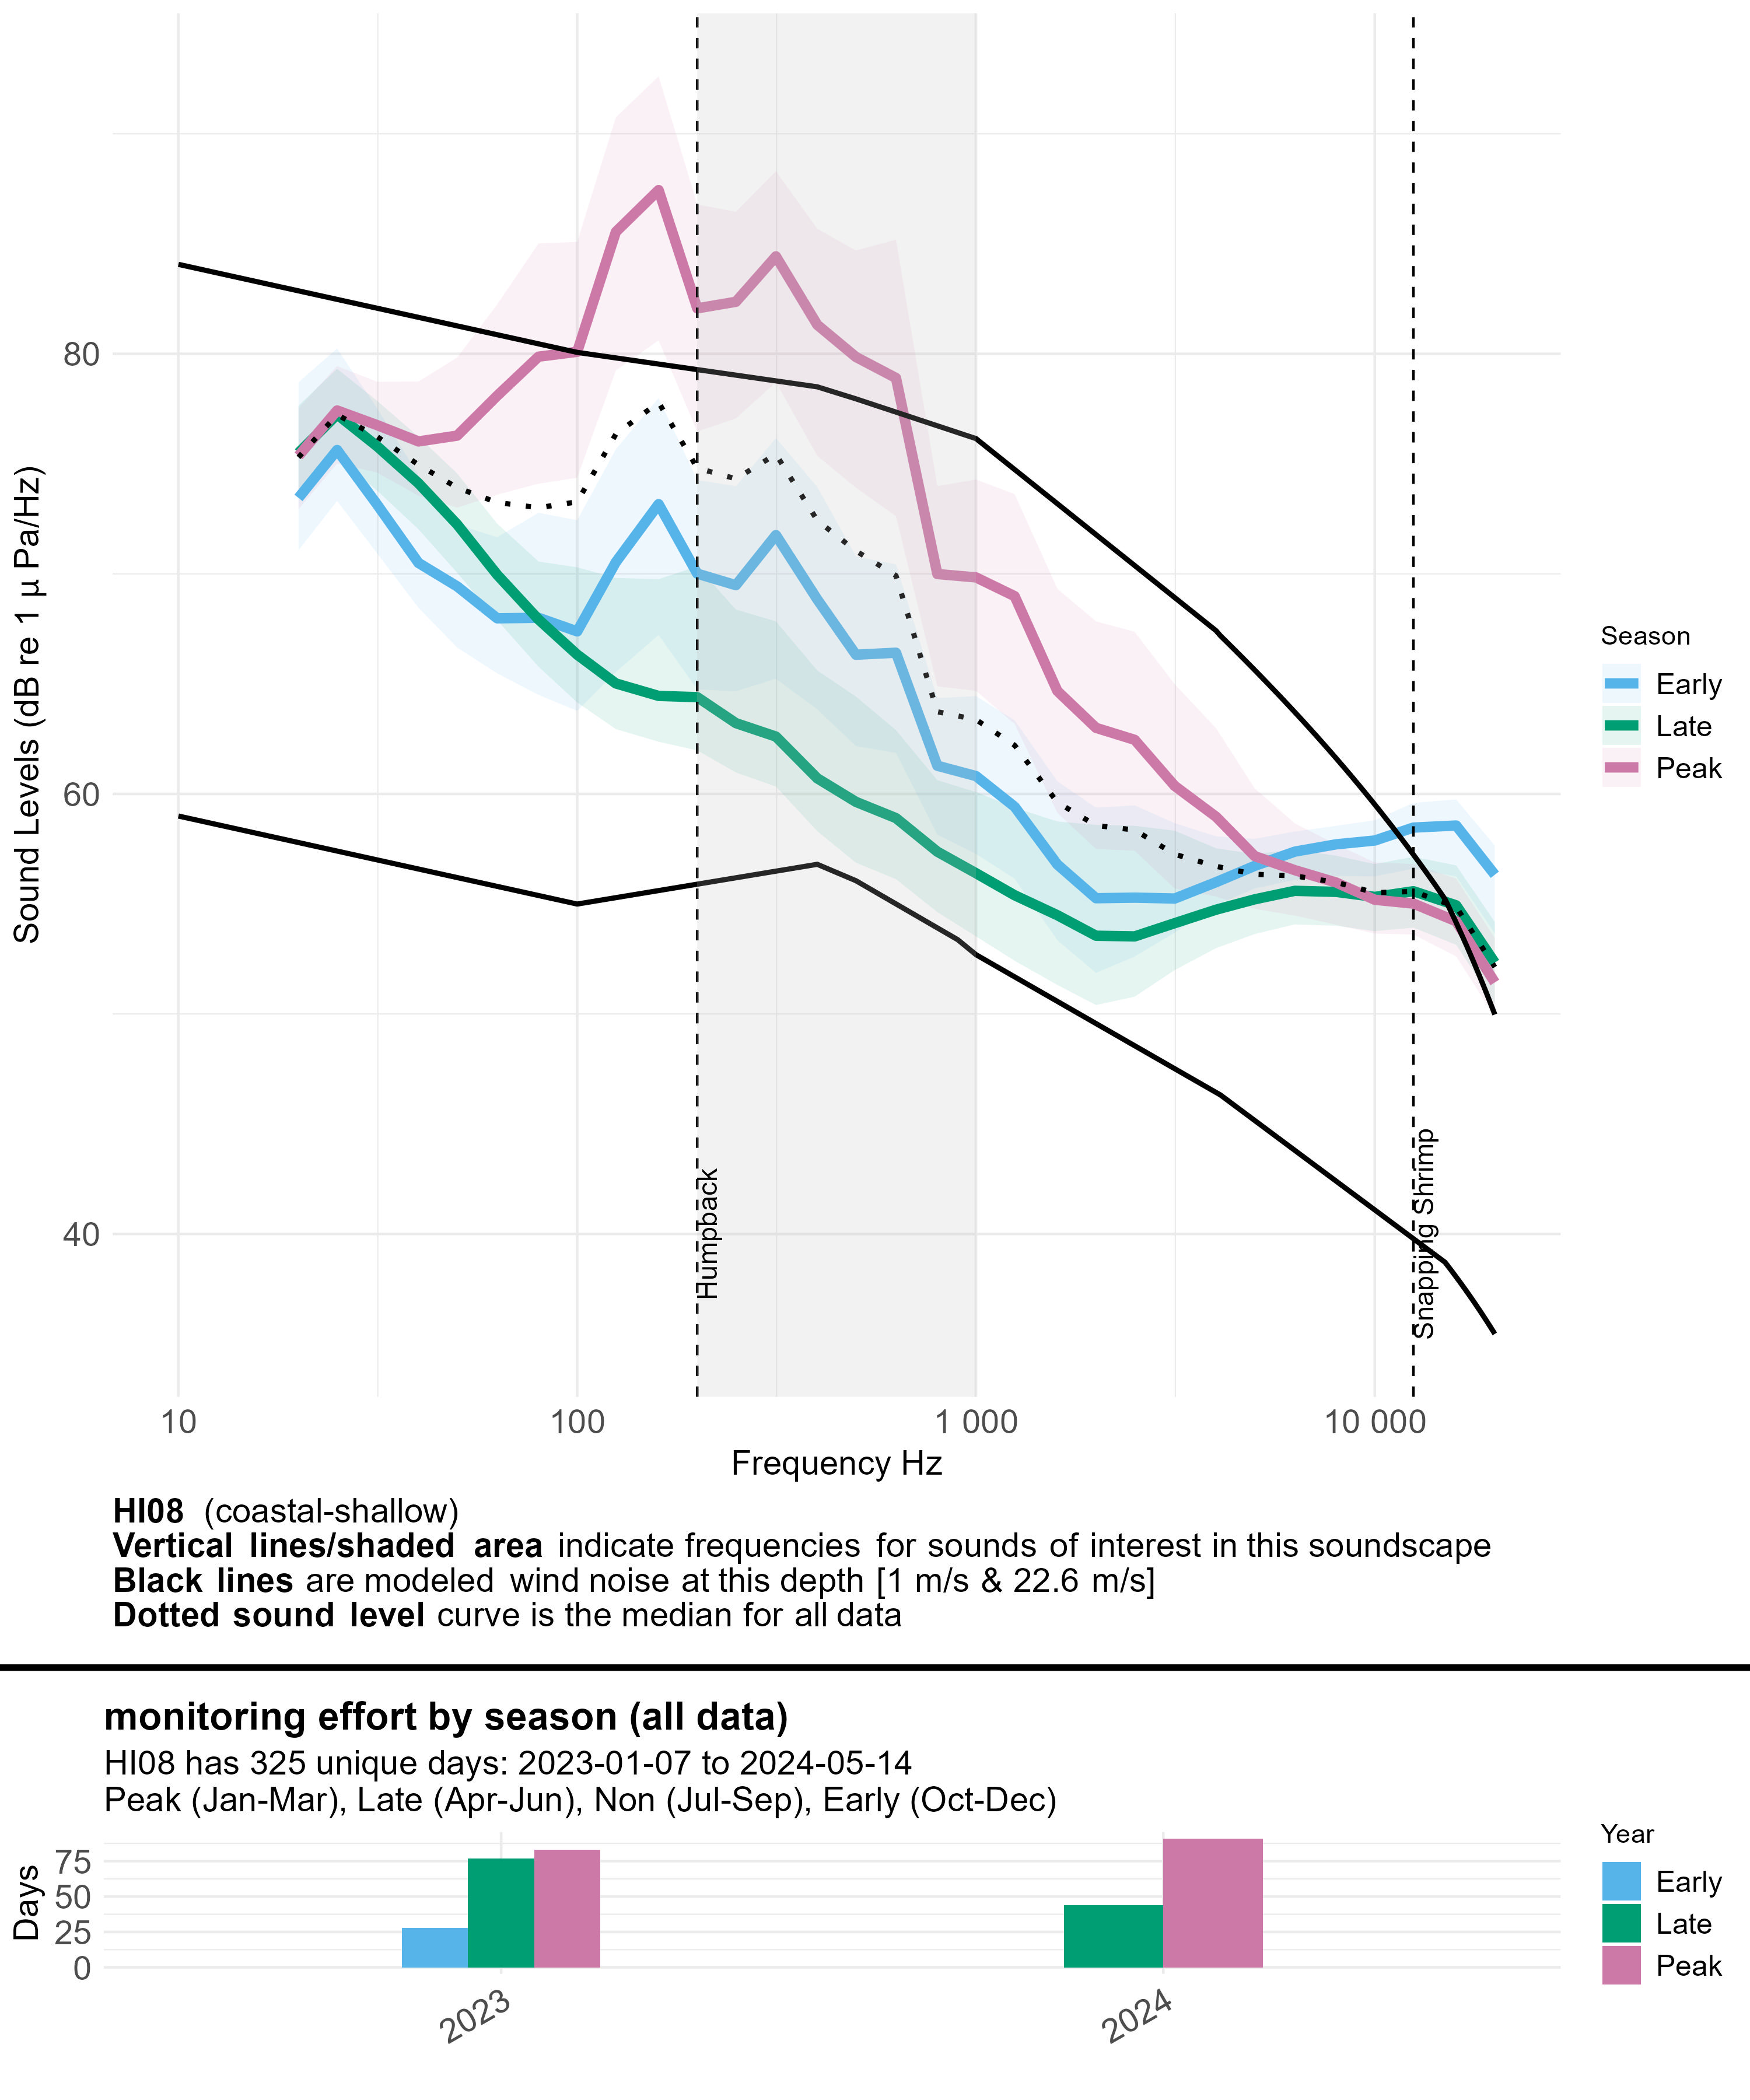 80
60
40
Sound Levels (dB re 1 µ Pa/Hz)
Humpback
Snapping Shrimp
10
100
1 000
10 000
Frequency Hz
Season
Early
Late
Peak
HI08 (coastal-shallow)
Vertical lines/shaded area indicate frequencies for sounds of interest in this soundscape
Black lines are modeled wind noise at this depth [1 m/s & 22.6 m/s]
Dotted sound level curve is the median for all data
monitoring effort by season (all data)
HI08 has 325 unique days: 2023-01-07 to 2024-05-14
Peak (Jan-Mar), Late (Apr-Jun), Non (Jul-Sep), Early (Oct-Dec)
Days
75
50
25
0
2023
2024
Year
Early
Late
Peak